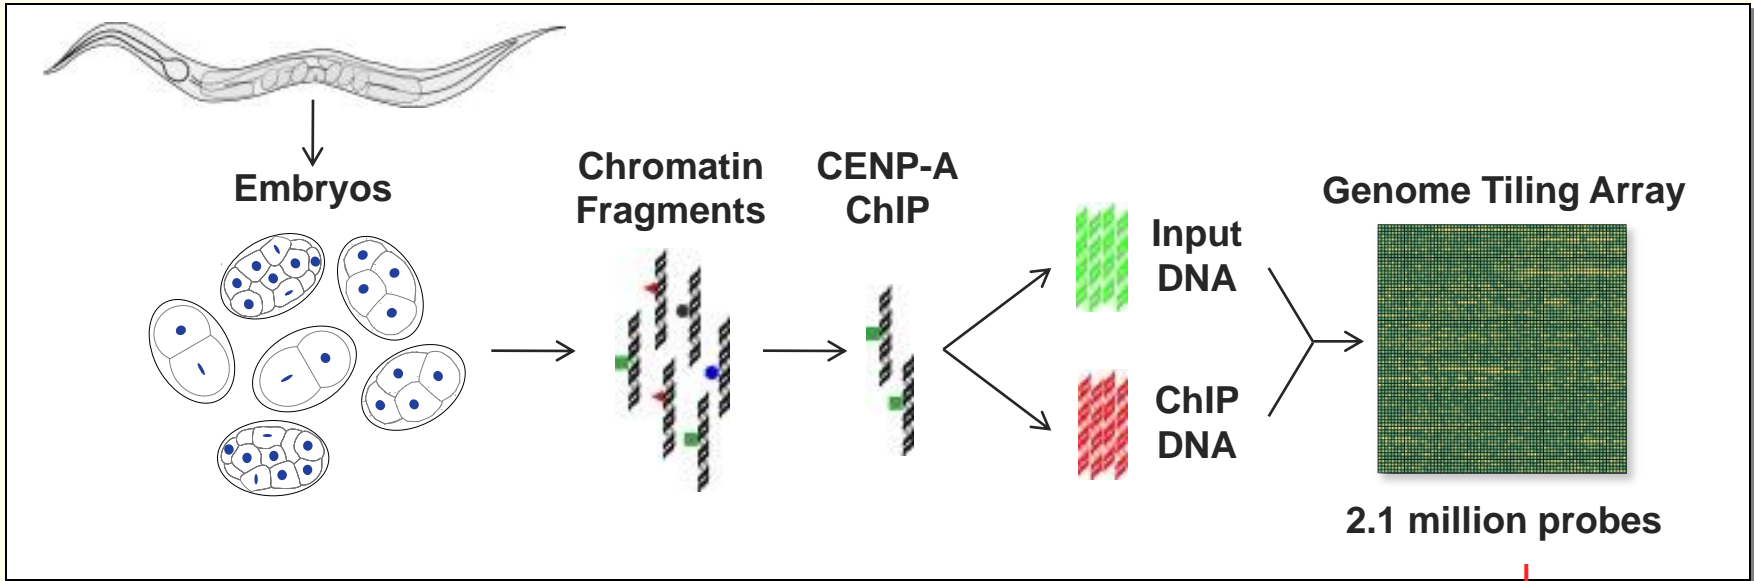 Embryos
Chromatin
Fragments
CENP-A
ChIP
Input
DNA
ChIP
DNA
Genome Tiling Array
2.1 million probes